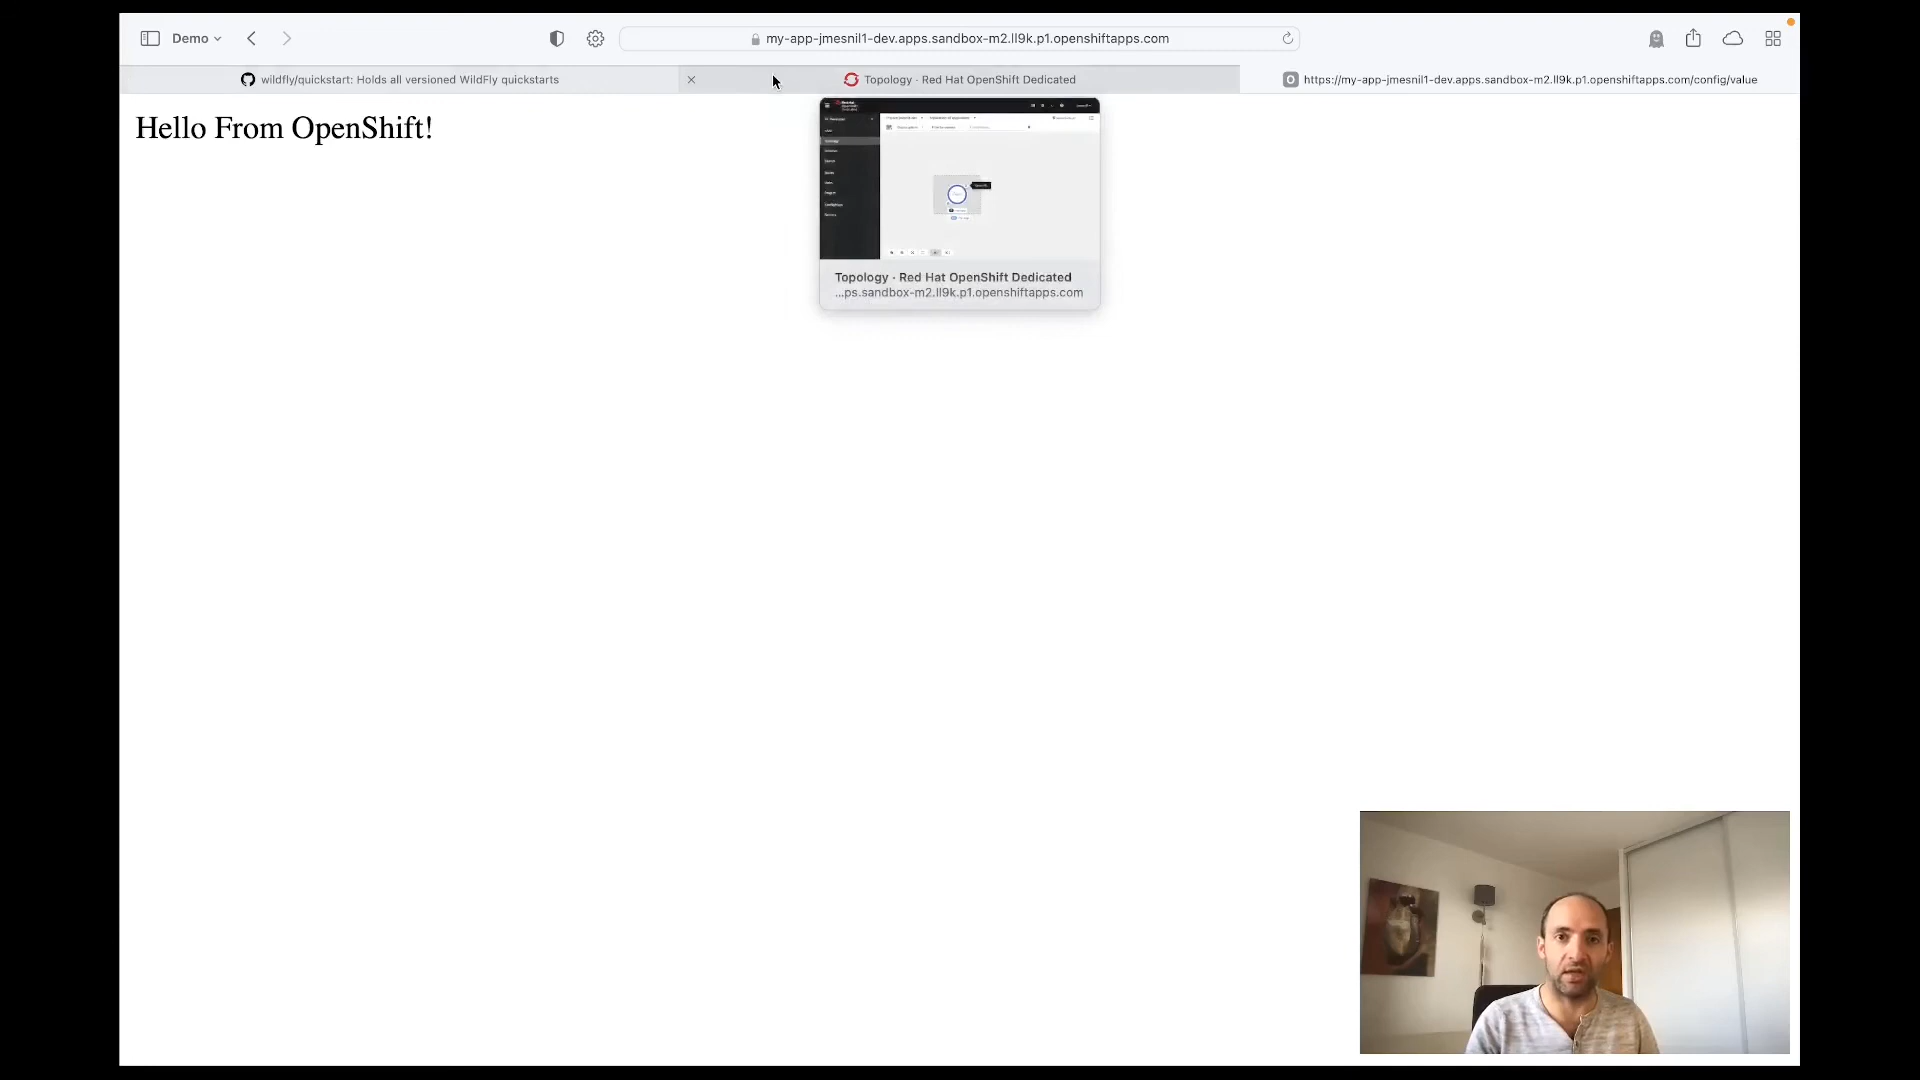 Demo
my-app-jmesnil1-dev.apps.sandbox-m2.ll9k.p1.openshiftapps.com
wildfly/quickstart: Holds all versioned WildFly quickstarts
Topology · Red Hat OpenShift Dedicated
https://my-app-jmesnil1-dev.apps.sandbox-m2.ll9k.p1.openshiftapps.com/config/value
Hello From OpenShift!
Topology · Red Hat OpenShift Dedicated
...ps.sandbox-m2.ll9k.p1.openshiftapps.com